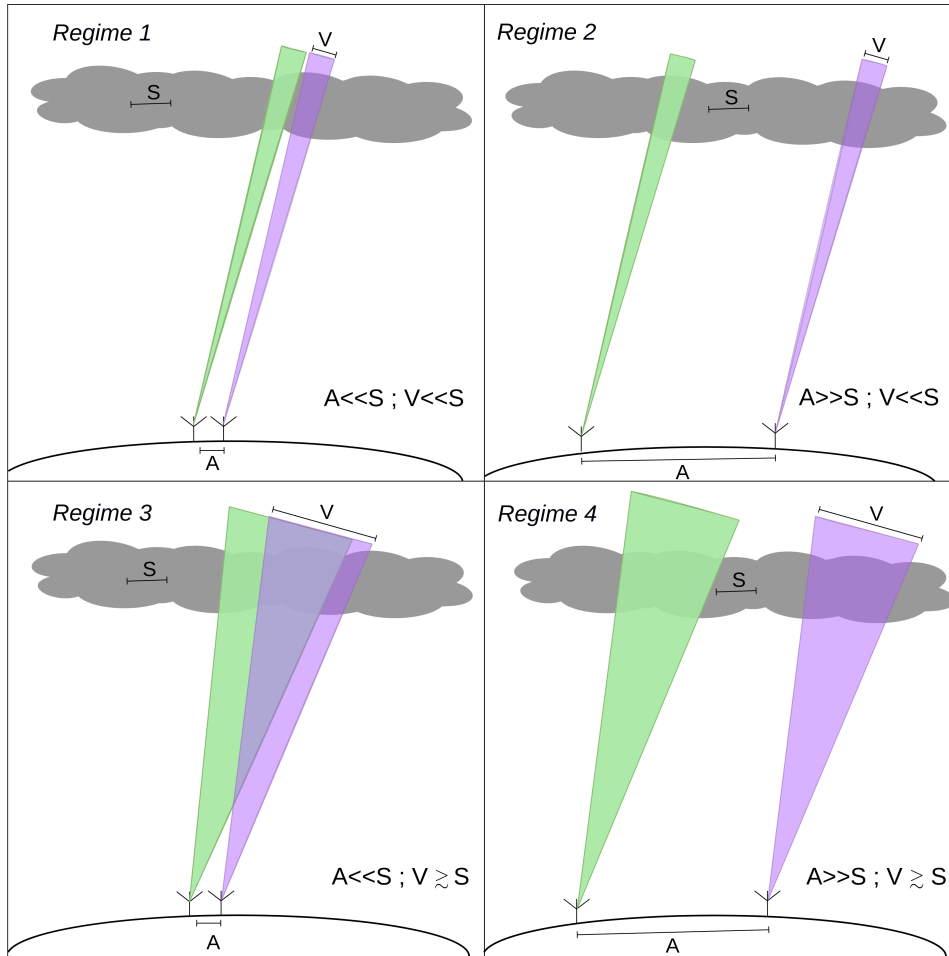 Regime 1
V
S
A<<S ; V<<S
A
Regime 2
V
S
A>>S ; V<<S
A
Regime 3
V
S
A<<S ; V ≳ S
A
Regime 4
V
S
A>>S ; V ≳ S
A